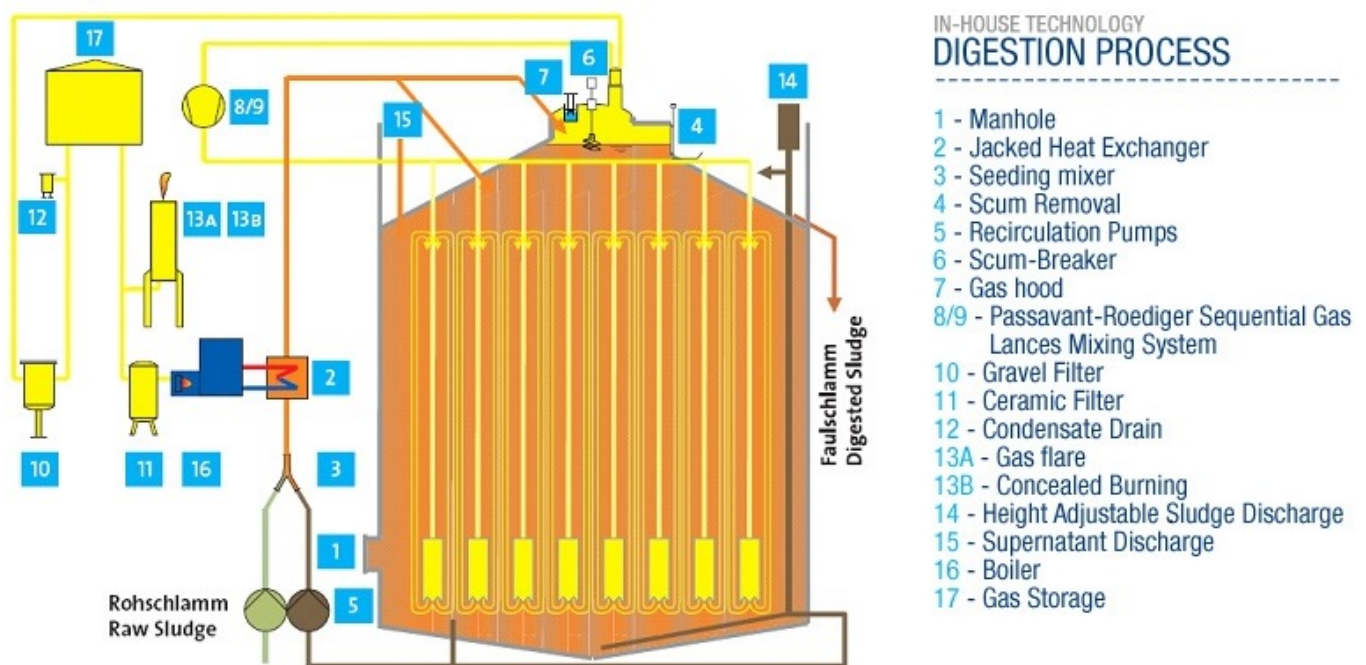 17
6
7
14
8/9
15
4
12
13A 13B
2
10
11
16
3
1
5
Rohschlamm
Raw Sludge
Faulschlamm
Digested Sludge
IN-HOUSE TECHNOLOGY
DIGESTION PROCESS
1 - Manhole
2 - Jacked Heat Exchanger
3 - Seeding mixer
4 - Scum Removal
5 - Recirculation Pumps
6 - Scum-Breaker
7 - Gas hood
8/9 - Passavant-Roediger Sequential Gas
Lances Mixing System
10 - Gravel Filter
11 - Ceramic Filter
12 - Condensate Drain
13A - Gas flare
13B - Concealed Burning
14 - Height Adjustable Sludge Discharge
15 - Supernatant Discharge
16 - Boiler
17 - Gas Storage